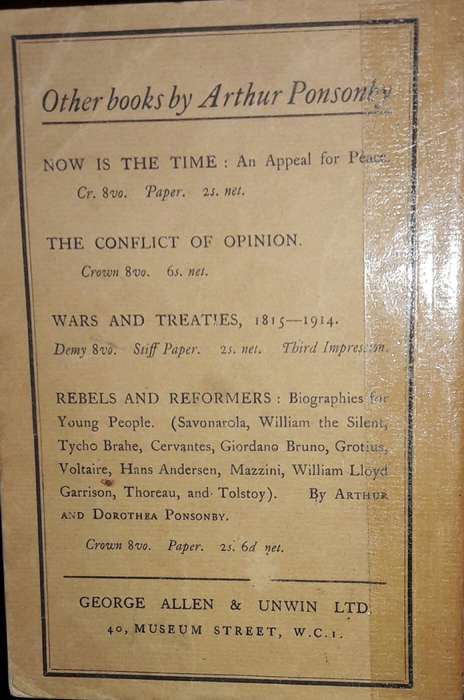 Other books by Arthur Ponsonby
NOW IS THE TIME : An Appeal for Peace.
Cr. 8vo. Paper. 2s. net.
THE CONFLICT OF OPINION.
Crown 8vo. 6s. net.
WARS AND TREATIES, 1815—1914.
Demy 8vo. Stiff Paper. 2s. net. Third Impression.
REBELS AND REFORMERS : Biographies for
Young People. (Savonarola, William the Silent,
Tycho Brahe, Cervantes, Giordano Bruno, Grotius,
Voltaire, Hans Andersen, Mazzini, William Lloyd
Garrison, Thoreau, and Tolstoy). By ARTHUR
AND DOROTHEA PONSONBY.
Crown 8vo. Paper. 2s. 6d net.
GEORGE ALLEN & UNWIN LTD.
40, MUSEUM STREET, W.C.1.